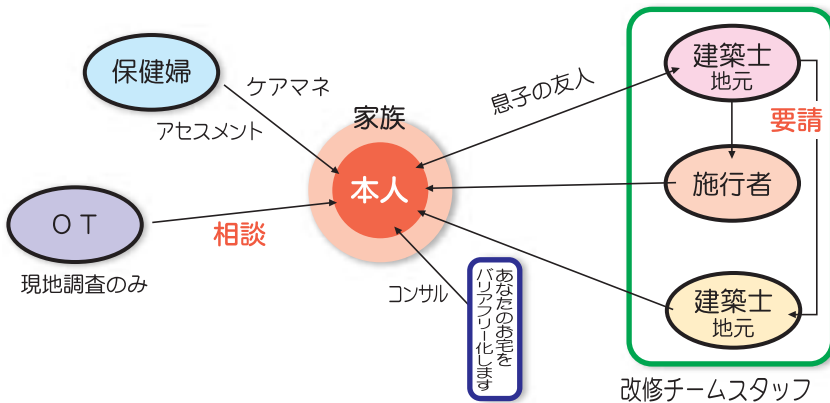 保健婦
ケアマネ
アセスメント
家族
本人
息子の友人
建築士
地元
要請
施行者
OT
相談
現地調査のみ
コンサル
あなたのお宅を
バリアフリー化します
建築士
地元
改修チームスタッフ